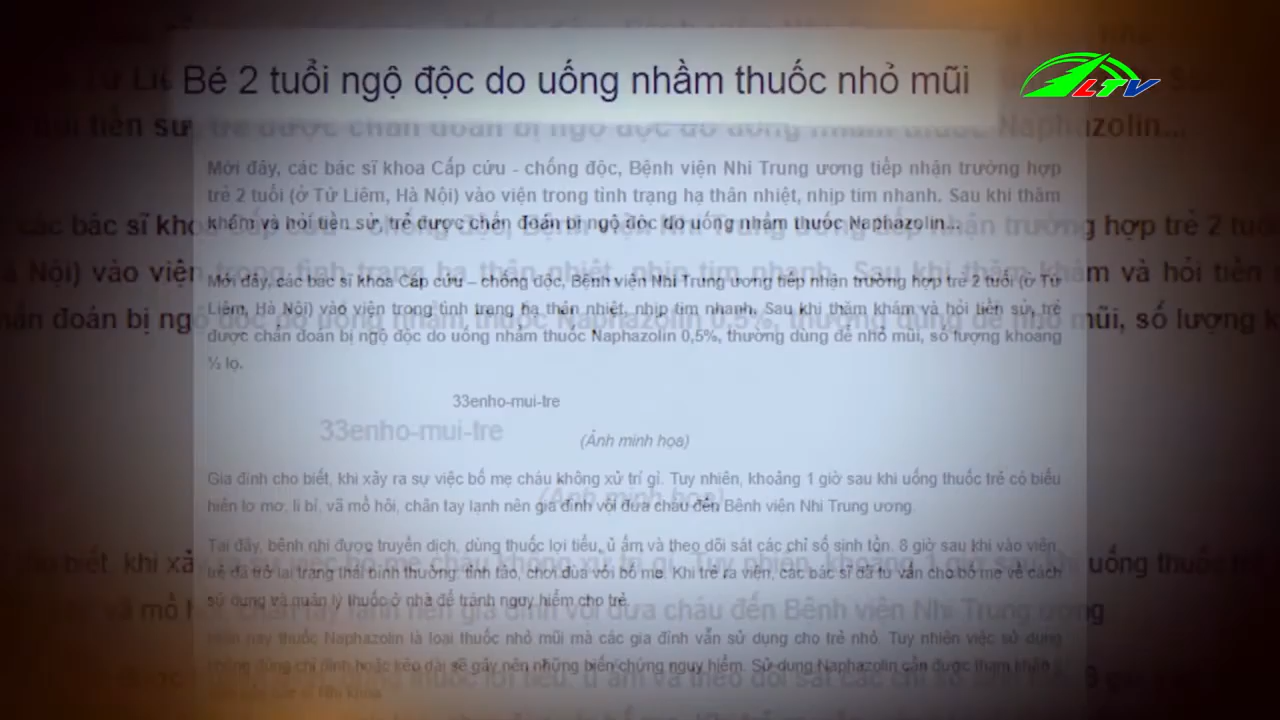 LTV
Bé 2 tuổi ngộ độc do uống nhầm thuốc nhỏ mũi
Mới đây, các bác sĩ khoa Cấp cứu - chống độc, Bệnh viện Nhi Trung ương tiếp nhận trường hợp
trẻ 2 tuổi (ở Từ Liêm, Hà Nội) vào viện trong tình trạng hạ thân nhiệt, nhịp tim nhanh. Sau khi thăm
khám và hỏi tiền sử, trẻ được chẩn đoán bị ngộ độc do uống nhầm thuốc Naphazolin...
Mới đây, các bác sĩ khoa Cấp cứu – chống độc, Bệnh viện Nhi Trung ương tiếp nhận trường hợp trẻ 2 tuổi (ở Từ
Liêm, Hà Nội) vào viện trong tình trạng hạ thân nhiệt, nhịp tim nhanh. Sau khi thăm khám và hỏi tiền sử, trẻ
được chẩn đoán bị ngộ độc do uống nhầm thuốc Naphazolin 0,5%, thường dùng để nhỏ mũi, số lượng khoảng
½ lọ.
33enho-mui-tre
33enho-mui-tre
(Ảnh minh họa)
Gia đình cho biết, khi xảy ra sự việc bố mẹ cháu không xử trí gì. Tuy nhiên, khoảng 1 giờ sau khi uống thuốc trẻ có biểu
hiện lơ mơ, li bì, vã mồ hôi, chân tay lạnh nên gia đình vội đưa cháu đến Bệnh viện Nhi Trung ương.
Tại đây, bệnh nhi được truyền dịch, dùng thuốc lợi tiểu, ủ ấm và theo dõi sát các chỉ số sinh tồn. 8 giờ sau khi vào viện,
trẻ đã trở lại trạng thái bình thường: tỉnh táo, chơi đùa với bố mẹ. Khi trẻ ra viện, các bác sĩ đã tư vấn cho bố mẹ về cách
sử dụng và quản lý thuốc ở nhà để tránh nguy hiểm cho trẻ.
Hiện nay thuốc Naphazolin là loại thuốc nhỏ mũi mà các gia đình vẫn sử dụng cho trẻ nhỏ. Tuy nhiên việc sử dụng
không đúng chỉ định hoặc kéo dài sẽ gây nên những biến chứng nguy hiểm. Sử dụng Naphazolin cần được tham khảo